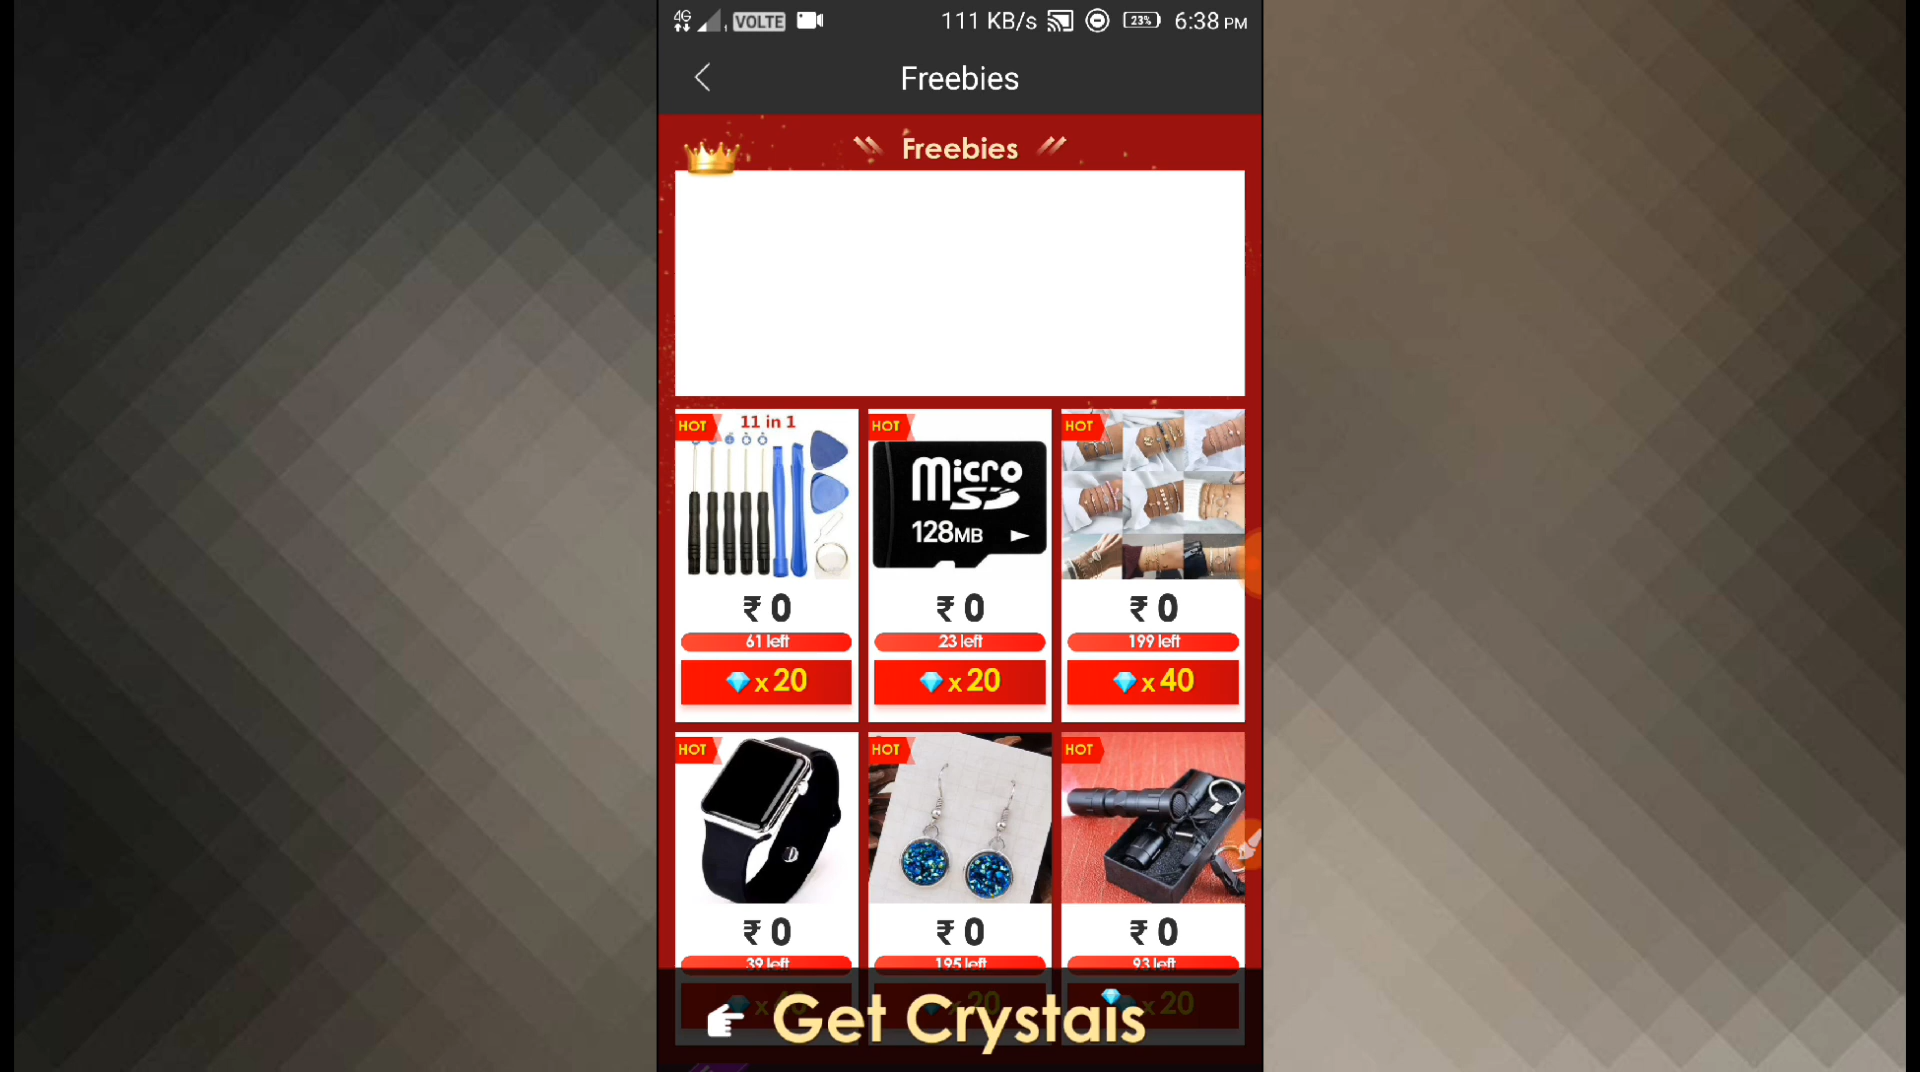 4G VOLTE 111 KB/s 23% 6:38 PM
Freebies
Freebies
HOT 11 in 1
HOT Micro SD 128MB
HOT
₹ 0 ₹ 0 ₹ 0
61 left 23 left 199 left
x 20 x 20 x 40
HOT HOT HOT
₹ 0 ₹ 0 ₹ 0
39 left 195 left 93 left
x 20 x 20
Get Crystals